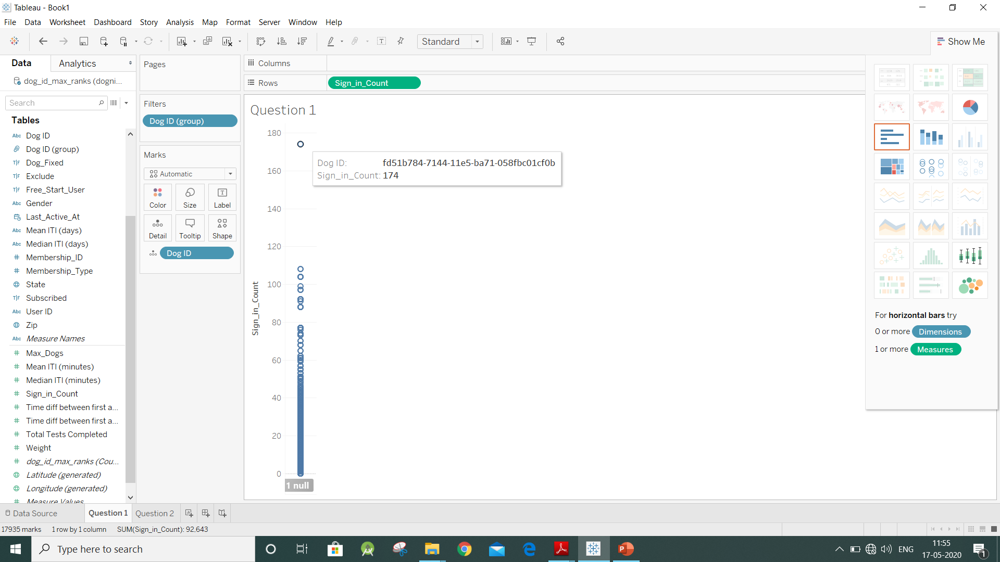 Tableau - Book1
File Data Worksheet Dashboard Story Analysis Map Format Server Window Help
Standard
Show Me
Data
Analytics
dog_id_max_ranks (dogni...
Search
Tables
Abc Dog ID
Dog ID (group)
T|F Dog_Fixed
T|F Exclude
T|F Free_Start_User
Abc Gender
Last_Active_At
Abc Mean ITI (days)
Abc Median ITI (days)
# Membership_ID
# Membership_Type
State
T|F Subscribed
Abc User ID
Zip
Abc Measure Names
# Max_Dogs
# Mean ITI (minutes)
# Median ITI (minutes)
# Sign_in_Count
# Time diff between first a...
# Time diff between first a...
# Total Tests Completed
# Weight
# dog_id_max_ranks (Cou...
Latitude (generated)
Longitude (generated)
# Measure Values
Pages
Filters
Dog ID (group)
Marks
Automatic
Color Size Label
Detail Tooltip Shape
Dog ID
Columns
Rows
Sign_in_Count
Question 1
180
160
140
120
100
80
60
40
20
0
Sign_in_Count
1 null
Dog ID: fd51b784-7144-11e5-ba71-058fbc01cf0b
Sign_in_Count: 174
For horizontal bars try
0 or more Dimensions
1 or more Measures
Data Source
Question 1
Question 2
17935 marks 1 row by 1 column SUM(Sign_in_Count): 92,643
Type here to search
ENG
11:55
17-05-2020
1